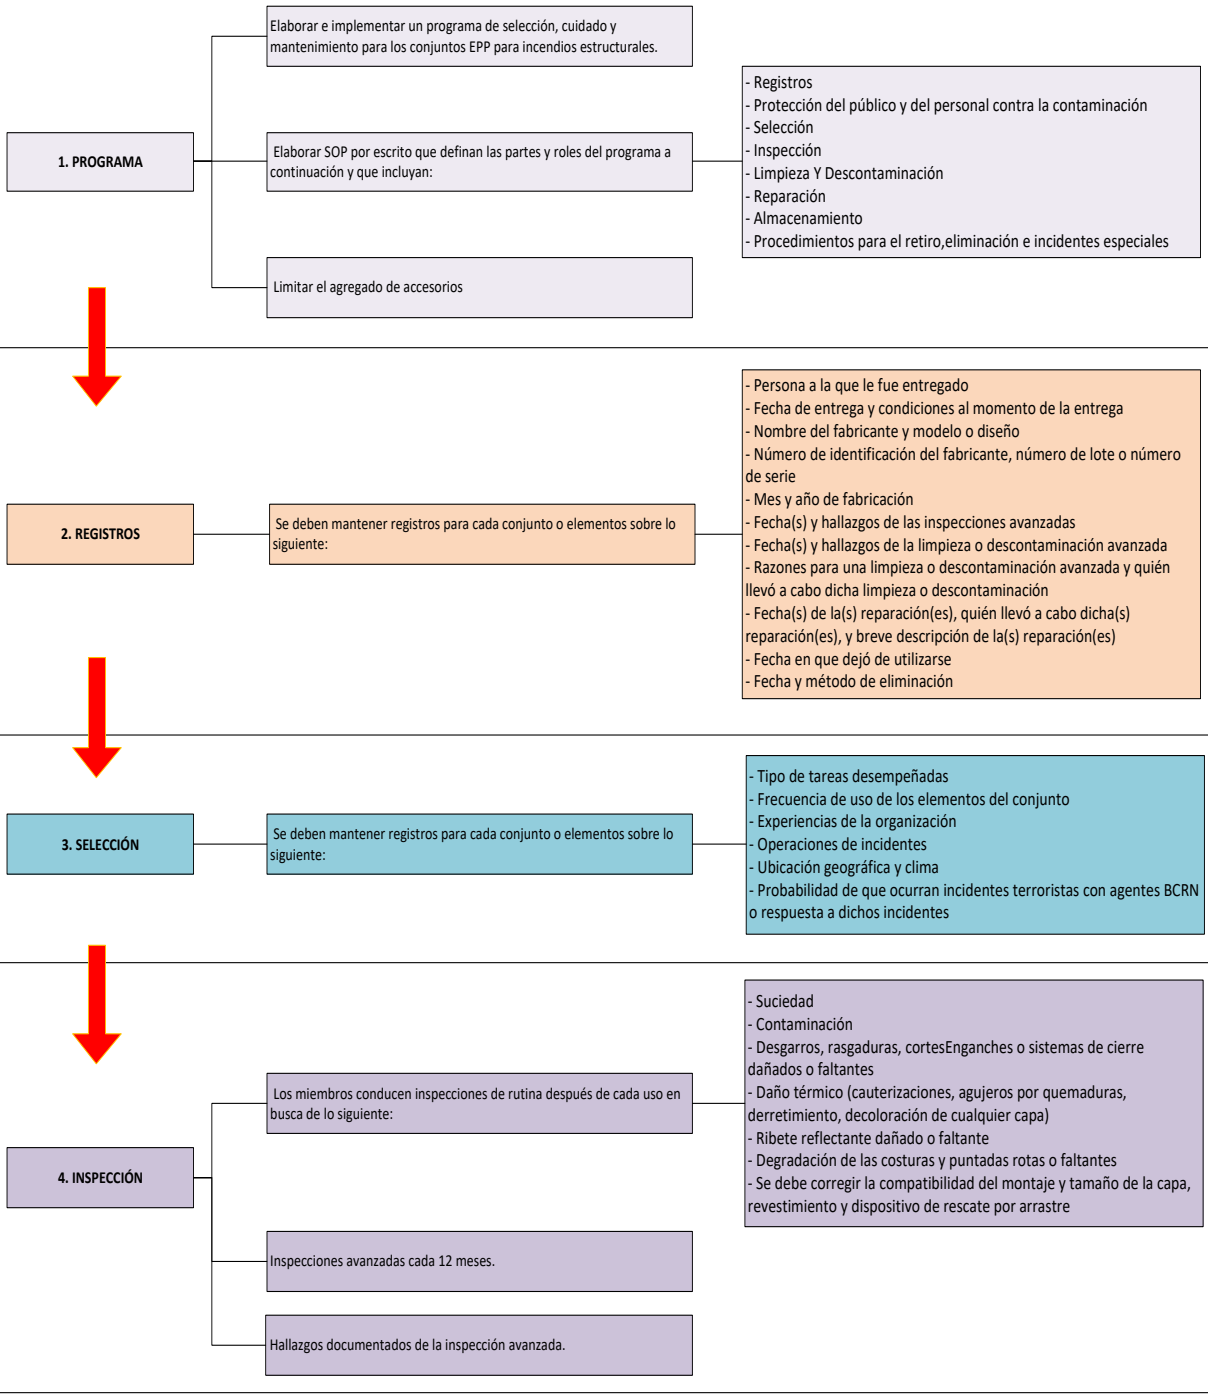 Elaborar e implementar un programa de selección, cuidado y
mantenimiento para los conjuntos EPP para incendios estructurales.
1. PROGRAMA
Elaborar SOP por escrito que definan las partes y roles del programa a
continuación y que incluyan:
- Registros
- Protección del público y del personal contra la contaminación
- Selección
- Inspección
- Limpieza Y Descontaminación
- Reparación
- Almacenamiento
- Procedimientos para el retiro,eliminación e incidentes especiales
Limitar el agregado de accesorios
2. REGISTROS
Se deben mantener registros para cada conjunto o elementos sobre lo
siguiente:
- Persona a la que le fue entregado
- Fecha de entrega y condiciones al momento de la entrega
- Nombre del fabricante y modelo o diseño
- Número de identificación del fabricante, número de lote o número
de serie
- Mes y año de fabricación
- Fecha(s) y hallazgos de las inspecciones avanzadas
- Fecha(s) y hallazgos de la limpieza o descontaminación avanzada
- Razones para una limpieza o descontaminación avanzada y quién
llevó a cabo dicha limpieza o descontaminación
- Fecha(s) de la(s) reparación(es), quién llevó a cabo dicha(s)
reparación(es), y breve descripción de la(s) reparación(es)
- Fecha en que dejó de utilizarse
- Fecha y método de eliminación
3. SELECCIÓN
Se deben mantener registros para cada conjunto o elementos sobre lo
siguiente:
- Tipo de tareas desempeñadas
- Frecuencia de uso de los elementos del conjunto
- Experiencias de la organización
- Operaciones de incidentes
- Ubicación geográfica y clima
- Probabilidad de que ocurran incidentes terroristas con agentes BCRN
o respuesta a dichos incidentes
4. INSPECCIÓN
Los miembros conducen inspecciones de rutina después de cada uso en
busca de lo siguiente:
- Suciedad
- Contaminación
- Desgarros, rasgaduras, cortesEnganches o sistemas de cierre
dañados o faltantes
- Daño térmico (cauterizaciones, agujeros por quemaduras,
derretimiento, decoloración de cualquier capa)
- Ribete reflectante dañado o faltante
- Degradación de las costuras y puntadas rotas o faltantes
- Se debe corregir la compatibilidad del montaje y tamaño de la capa,
revestimiento y dispositivo de rescate por arrastre
Inspecciones avanzadas cada 12 meses.
Hallazgos documentados de la inspección avanzada.